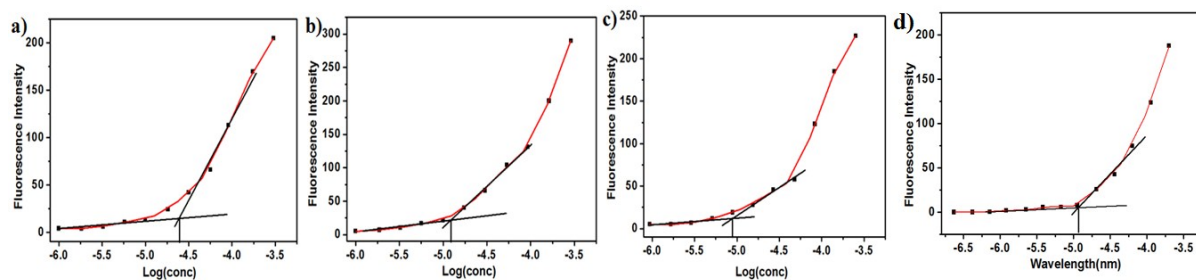 a)
Fluorescence Intensity
200
150
100
50
0
-6.0 -5.5 -5.0 -4.5 -4.0 -3.5
Log(conc)
b)
Fluorescence Intensity
300
250
200
150
100
50
0
-6.0 -5.5 -5.0 -4.5 -4.0 -3.5
Log(conc)
c)
Fluorescence Intensity
250
200
150
100
50
0
-6.0 -5.5 -5.0 -4.5 -4.0 -3.5
Log(conc)
d)
Fluorescence Intensity
200
150
100
50
0
-6.5 -6.0 -5.5 -5.0 -4.5 -4.0 -3.5
Wavelength(nm)